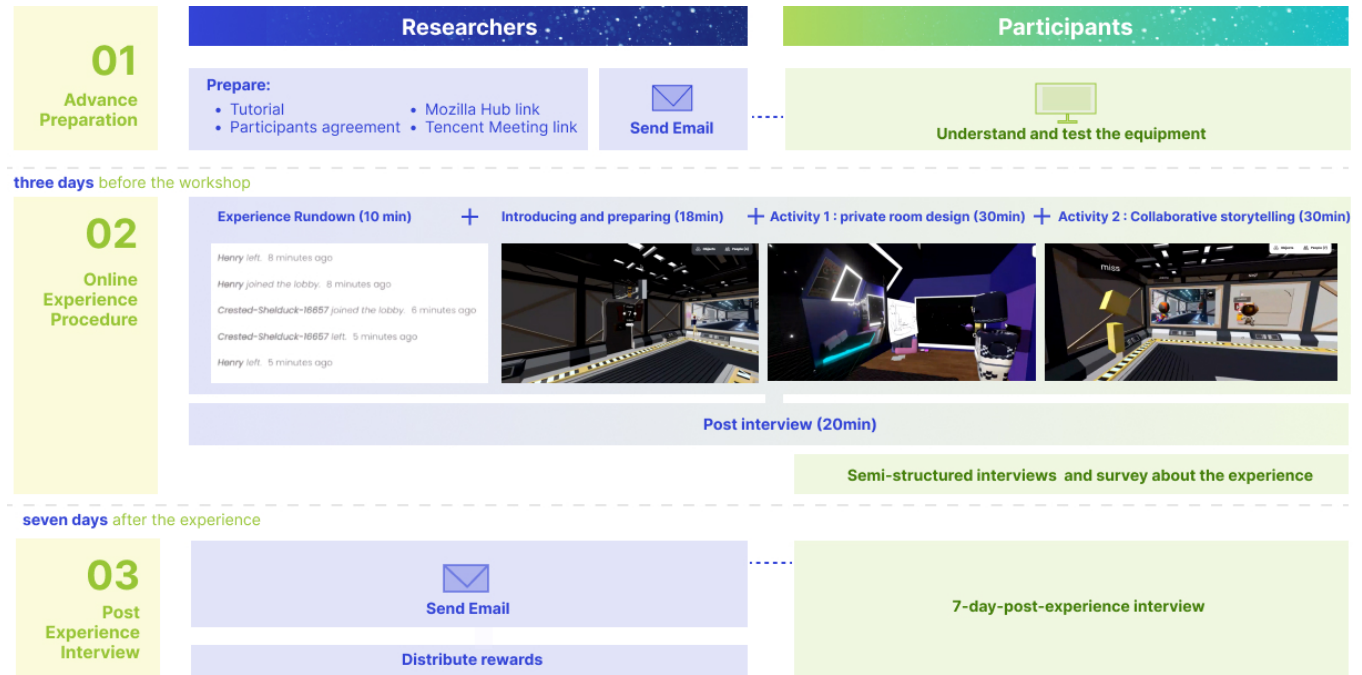 Researchers
Participants
01
Advance
Preparation
Prepare:
• Tutorial
• Participants agreement
• Mozilla Hub link
• Tencent Meeting link
Send Email
Understand and test the equipment
three days before the workshop
02
Online
Experience
Procedure
Experience Rundown (10 min)
+
Introducing and preparing (18min)
+
Activity 1 : private room design (30min)
+
Activity 2 : Collaborative storytelling (30min)
Henry left. 8 minutes ago
Henry joined the lobby. 8 minutes ago
Crested-Shelduck-16657 joined the lobby. 6 minutes ago
Crested-Shelduck-16657 left. 5 minutes ago
Henry left. 5 minutes ago
Objects
miss
Objects
Post interview (20min)
Semi-structured interviews and survey about the experience
seven days after the experience
03
Post
Experience
Interview
Send Email
Distribute rewards
7-day-post-experience interview